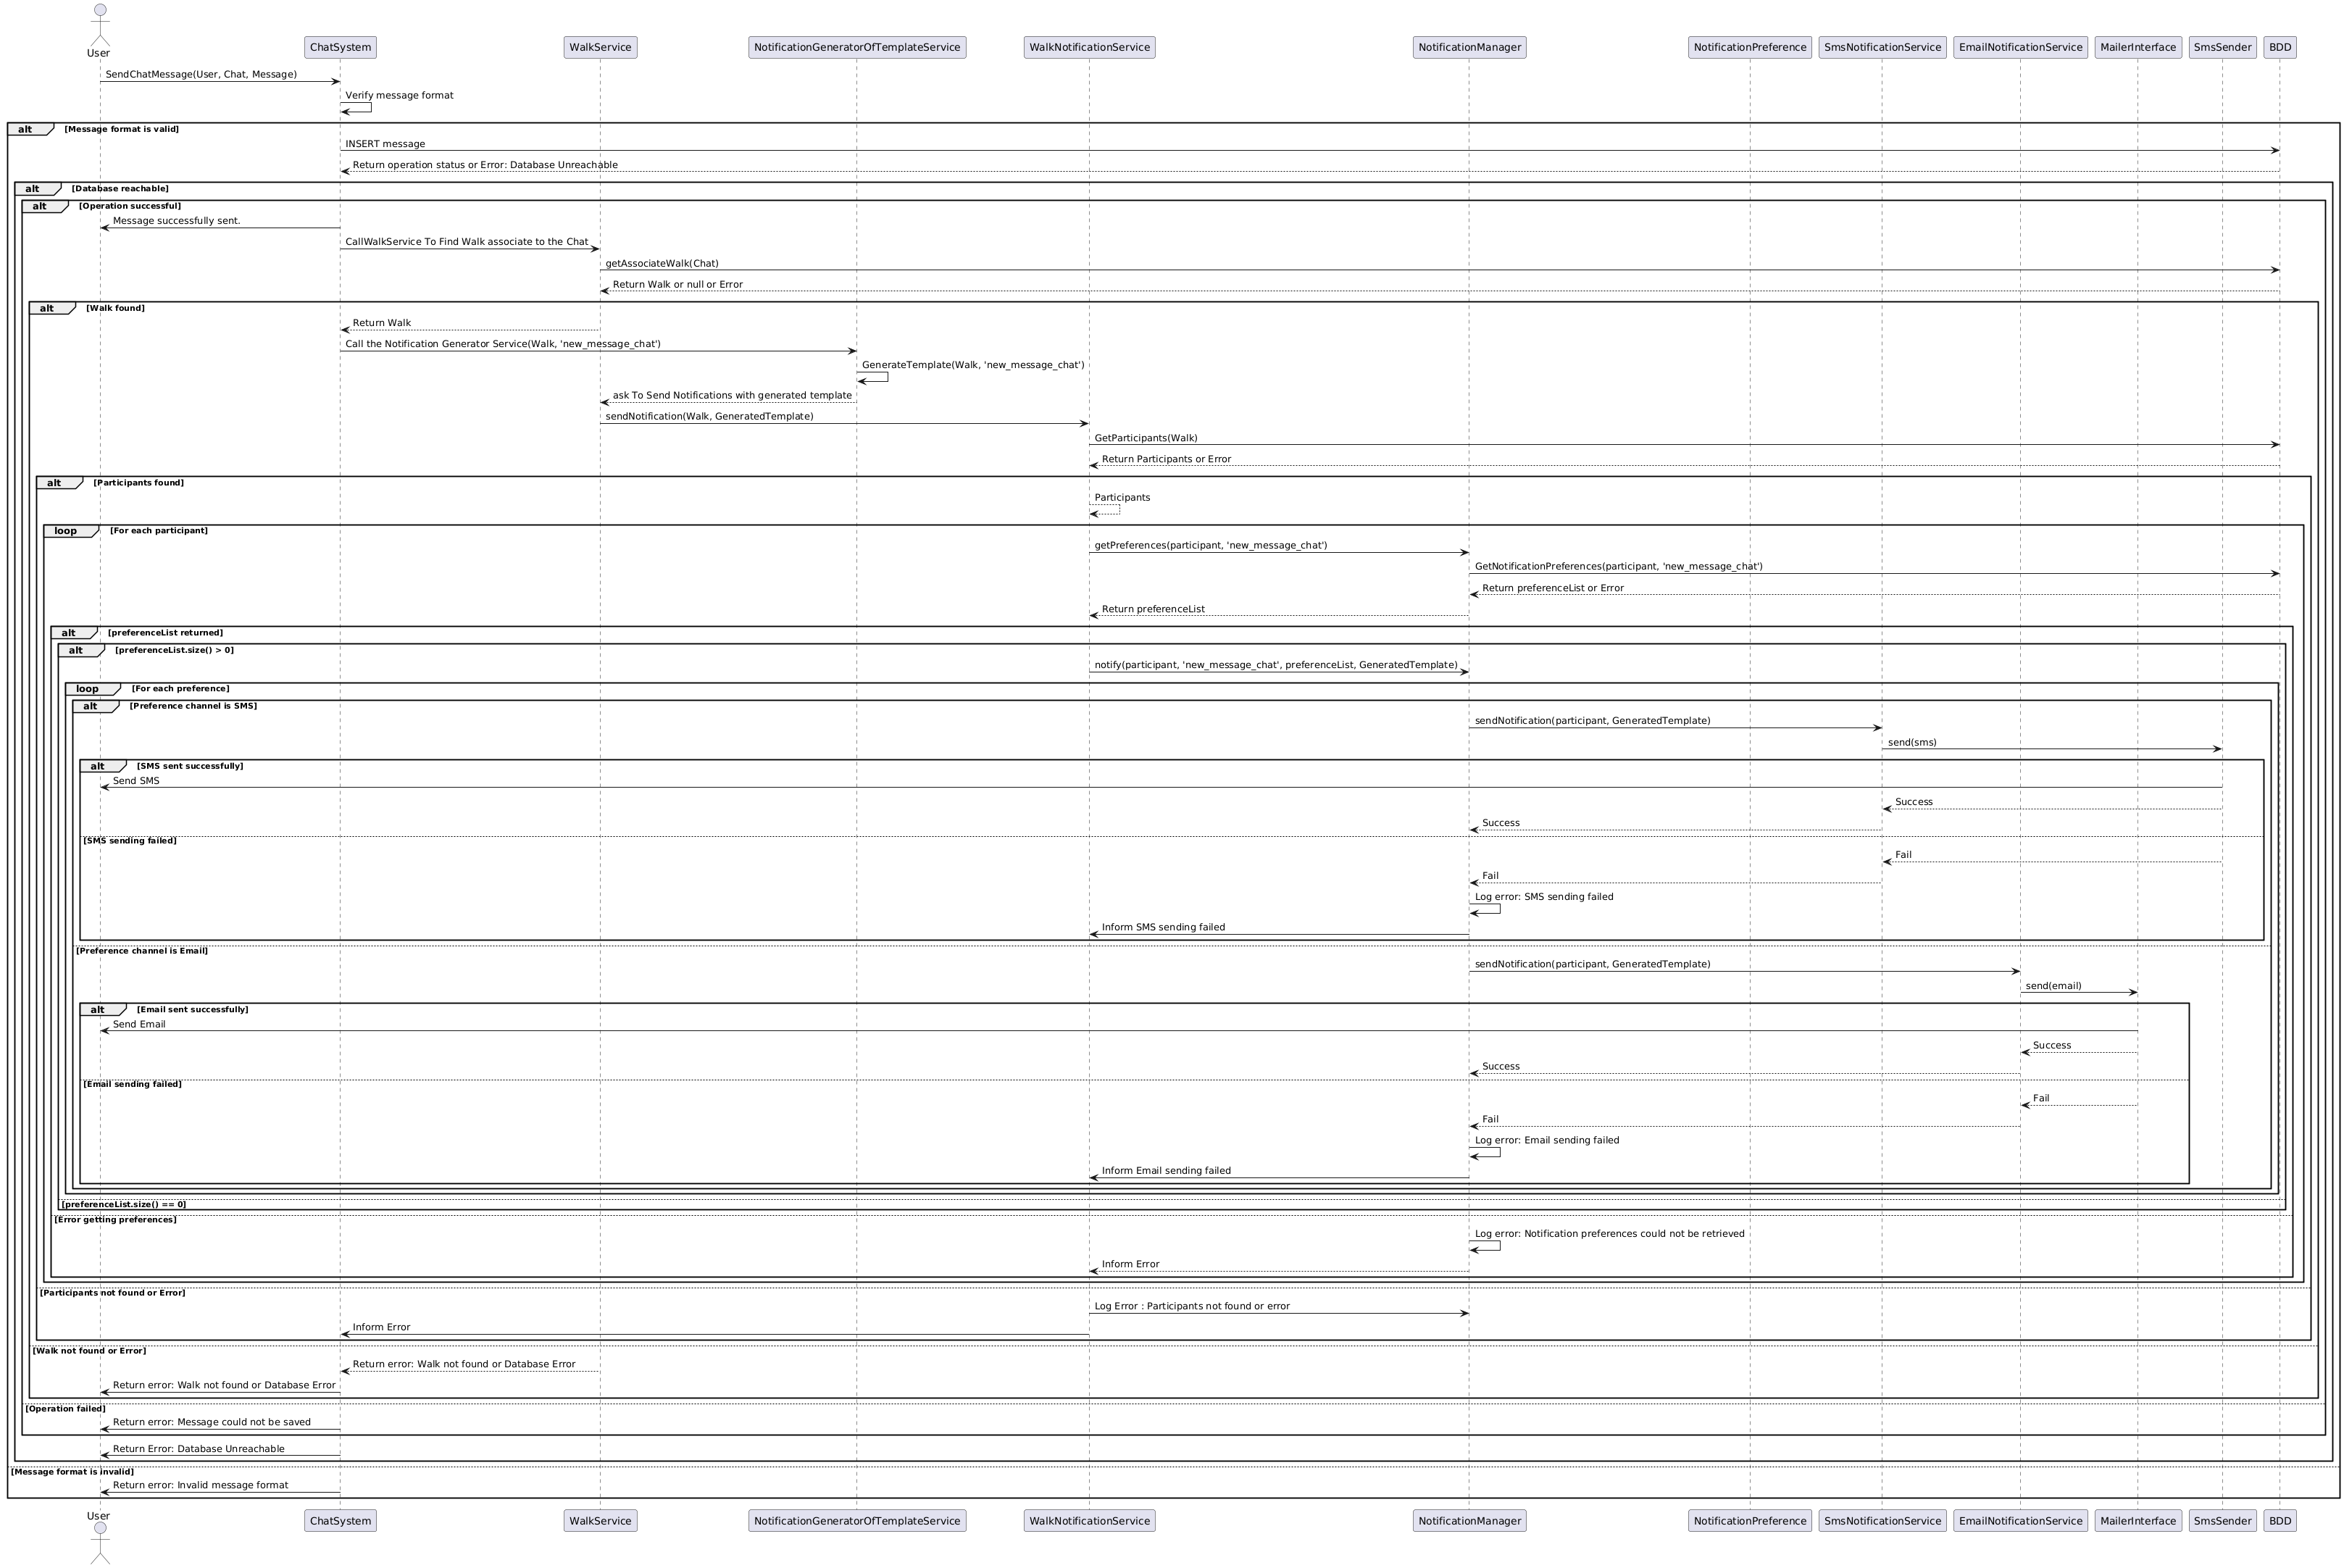 User
ChatSystem
WalkService
NotificationGeneratorOfTemplateService
WalkNotificationService
NotificationManager
NotificationPreference
SmsNotificationService
EmailNotificationService
MailerInterface
SmsSender
BDD
SendChatMessage(User, Chat, Message)
Verify message format
alt [Message format is valid]
INSERT message
Return operation status or Error: Database Unreachable
alt [Database reachable]
alt [Operation successful]
Message successfully sent.
CallWalkService To Find Walk associate to the Chat
getAssociateWalk(Chat)
Return Walk or null or Error
alt [Walk found]
Return Walk
Call the Notification Generator Service(Walk, 'new_message_chat')
GenerateTemplate(Walk, 'new_message_chat')
ask To Send Notifications with generated template
sendNotification(Walk, GeneratedTemplate)
GetParticipants(Walk)
Return Participants or Error
alt [Participants found]
Participants
loop [For each participant]
getPreferences(participant, 'new_message_chat')
GetNotificationPreferences(participant, 'new_message_chat')
Return preferenceList or Error
Return preferenceList
alt [preferenceList returned]
alt [preferenceList.size() > 0]
notify(participant, 'new_message_chat', preferenceList, GeneratedTemplate)
loop [For each preference]
alt [Preference channel is SMS]
sendNotification(participant, GeneratedTemplate)
send(sms)
alt [SMS sent successfully]
Send SMS
Success
Success
[SMS sending failed]
Fail
Fail
Log error: SMS sending failed
Inform SMS sending failed
[Preference channel is Email]
sendNotification(participant, GeneratedTemplate)
send(email)
alt [Email sent successfully]
Send Email
Success
Success
[Email sending failed]
Fail
Fail
Log error: Email sending failed
Inform Email sending failed
[preferenceList.size() == 0]
[Error getting preferences]
Log error: Notification preferences could not be retrieved
Inform Error
[Participants not found or Error]
Log Error : Participants not found or error
Inform Error
[Walk not found or Error]
Return error: Walk not found or Database Error
Return error: Walk not found or Database Error
[Operation failed]
Return error: Message could not be saved
Return Error: Database Unreachable
[Message format is invalid]
Return error: Invalid message format
User
ChatSystem
WalkService
NotificationGeneratorOfTemplateService
WalkNotificationService
NotificationManager
NotificationPreference
SmsNotificationService
EmailNotificationService
MailerInterface
SmsSender
BDD